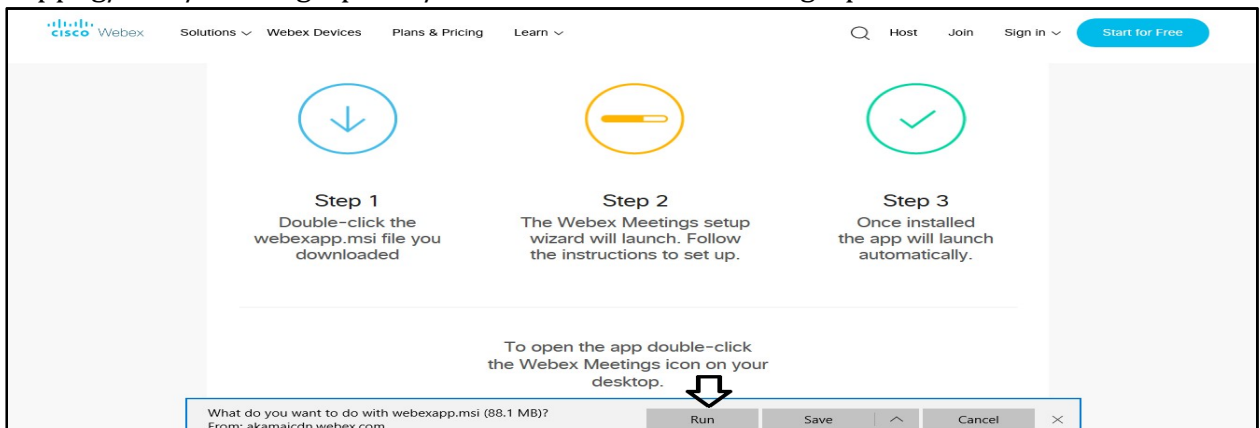 cisco Webex Solutions Webex Devices Plans & Pricing Learn Host Join Sign in Start for Free
Step 1
Double-click the
webexapp.msi file you
downloaded
Step 2
The Webex Meetings setup
wizard will launch. Follow
the instructions to set up.
Step 3
Once installed
the app will launch
automatically.
To open the app double-click
the Webex Meetings icon on your
desktop.
What do you want to do with webexapp.msi (88.1 MB)?
From: akamaicdn.webex.com
Run Save Cancel